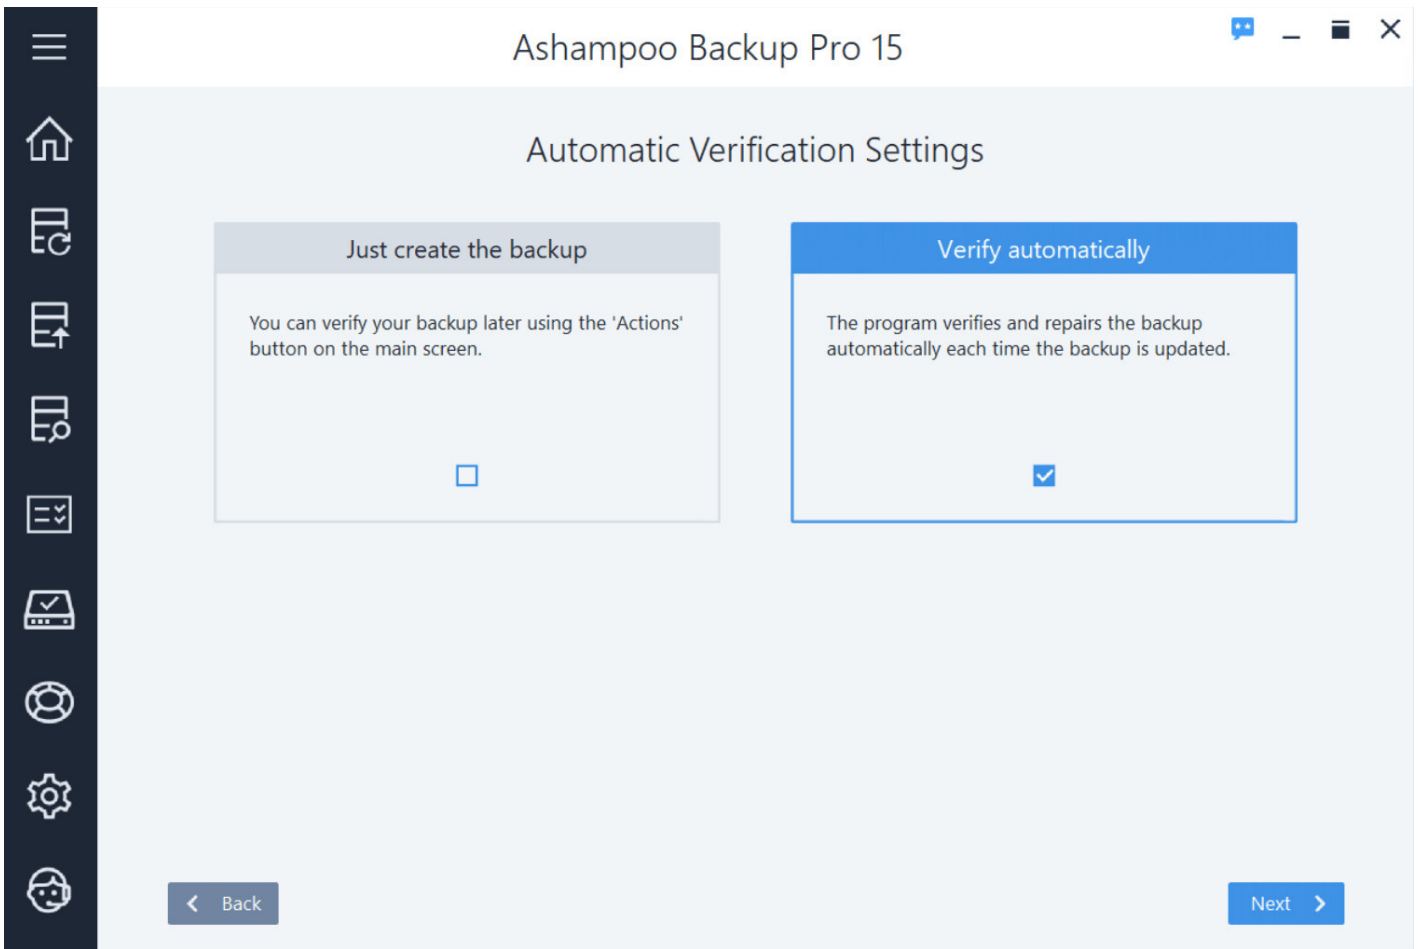 Ashampoo Backup Pro 15
Automatic Verification Settings
Just create the backup
You can verify your backup later using the 'Actions'
button on the main screen.
Verify automatically
The program verifies and repairs the backup
automatically each time the backup is updated.
Back
Next